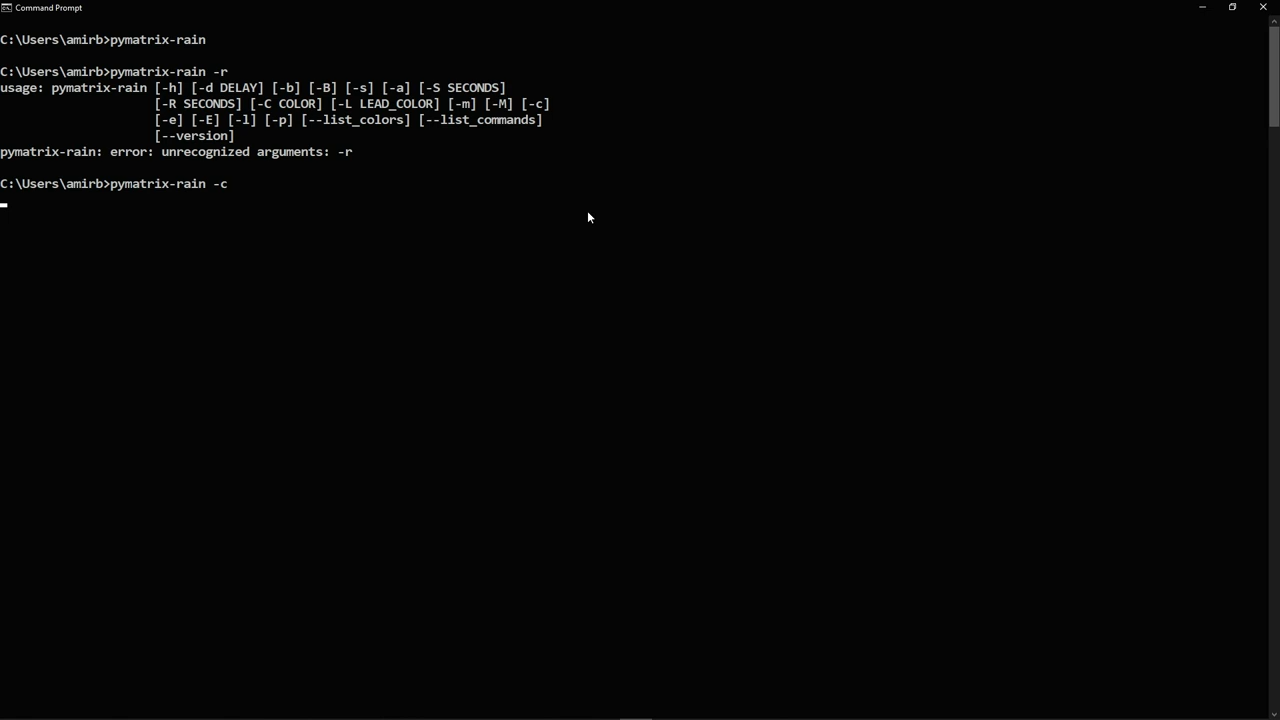 Command Prompt
C:\Users\amirb>pymatrix-rain
C:\Users\amirb>pymatrix-rain -r
usage: pymatrix-rain [-h] [-d DELAY] [-b] [-B] [-s] [-a] [-S SECONDS]
[-R SECONDS] [-C COLOR] [-L LEAD_COLOR] [-m] [-M] [-c]
[-e] [-E] [-l] [-p] [--list_colors] [--list_commands]
[--version]
pymatrix-rain: error: unrecognized arguments: -r
C:\Users\amirb>pymatrix-rain -c